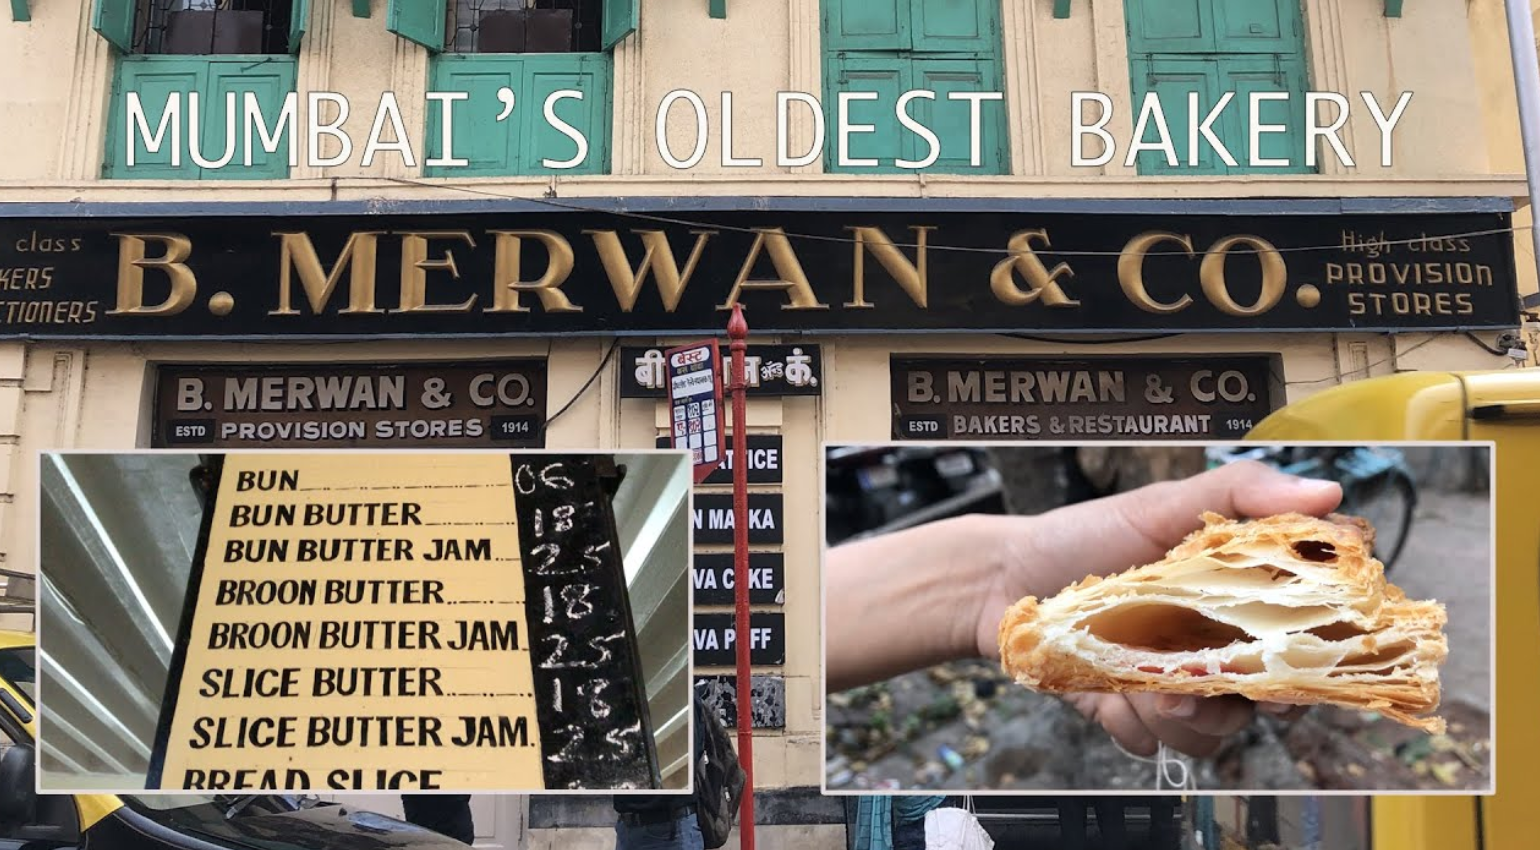 MUMBAI'S OLDEST BAKERY
class
B. MERWAN & CO.
High class
PROVISION
STORES
बेस्ट
कं.
B. MERWAN & CO.
ESTD PROVISION STORES 1914
B. MERWAN & CO.
ESTD BAKERS & RESTAURANT 1914
BUN 06
BUN BUTTER 18
BUN BUTTER JAM 25
BROON BUTTER 18
BROON BUTTER JAM 25
SLICE BUTTER 18
SLICE BUTTER JAM. 25
BREAD SLICE